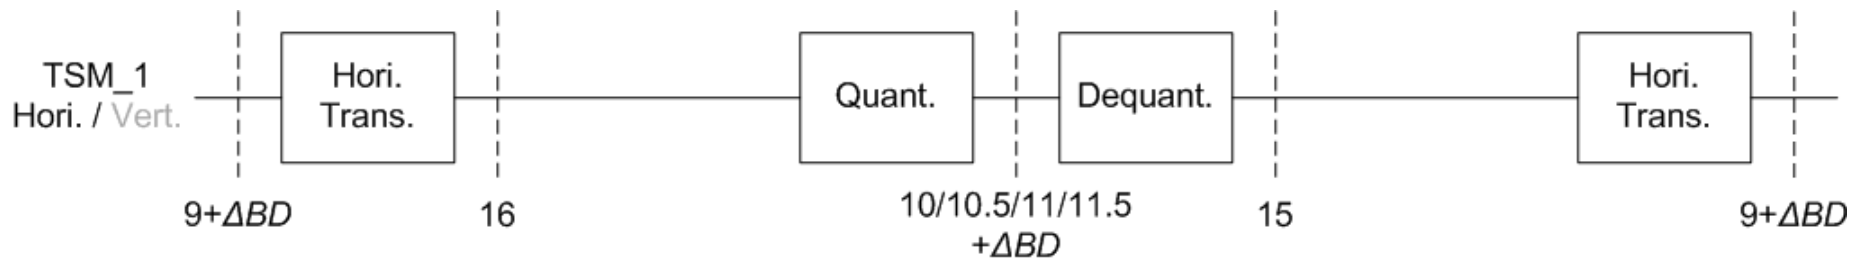 TSM_1
Hori. / Vert.
Hori.
Trans.
Quant.
Dequant.
Hori.
Trans.
9+ΔBD
16
10/10.5/11/11.5
+ΔBD
15
9+ΔBD